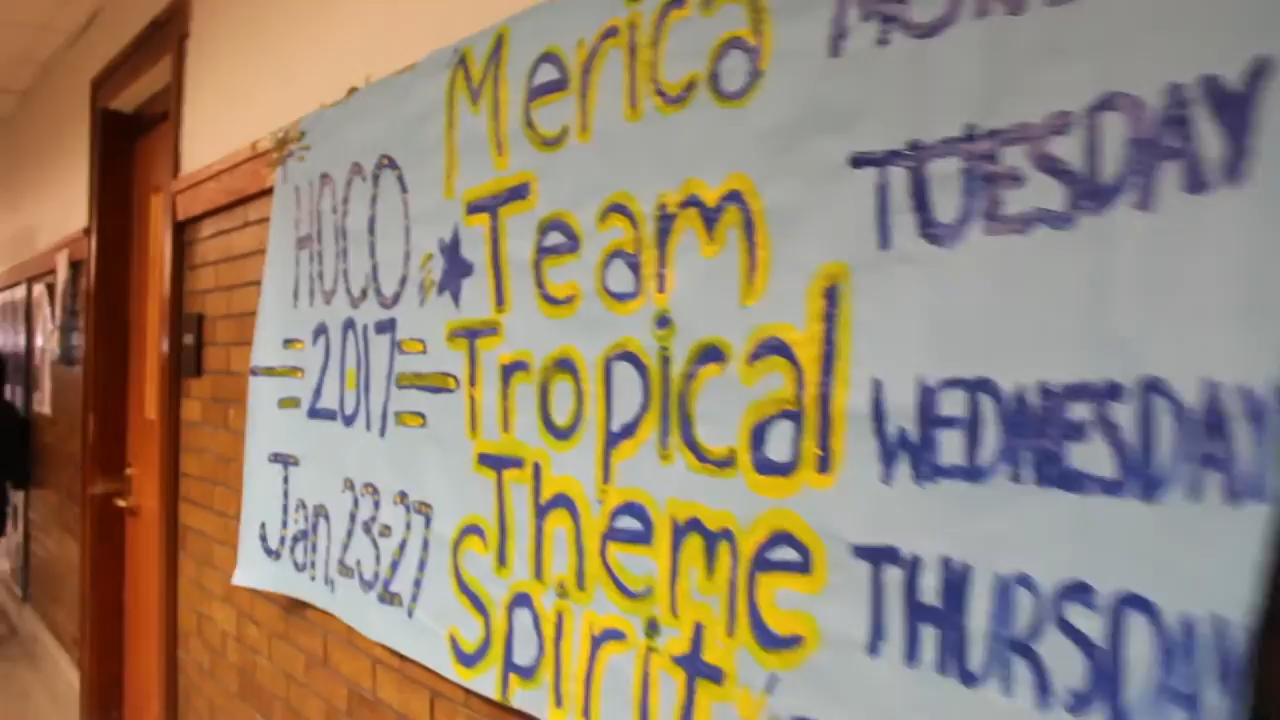 HOCO
2017
Jan, 23-27
Merica
Team
Tropical
Theme
Spirit
TUESDAY
WEDNESDAY
THURSDAY